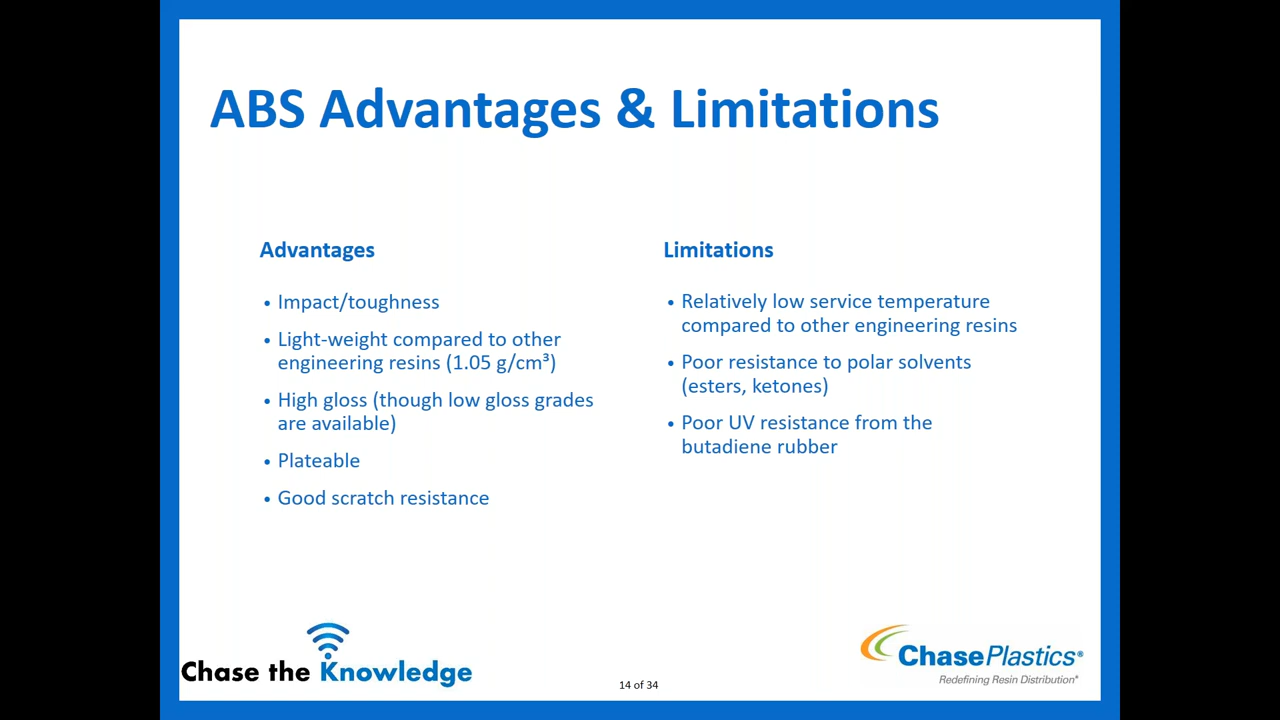 ABS Advantages & Limitations
Advantages
• Impact/toughness
• Light-weight compared to other
engineering resins (1.05 g/cm³)
• High gloss (though low gloss grades
are available)
• Plateable
• Good scratch resistance
Limitations
• Relatively low service temperature
compared to other engineering resins
• Poor resistance to polar solvents
(esters, ketones)
• Poor UV resistance from the
butadiene rubber
Chase the Knowledge
14 of 34
Chase Plastics®
Redefining Resin Distribution*